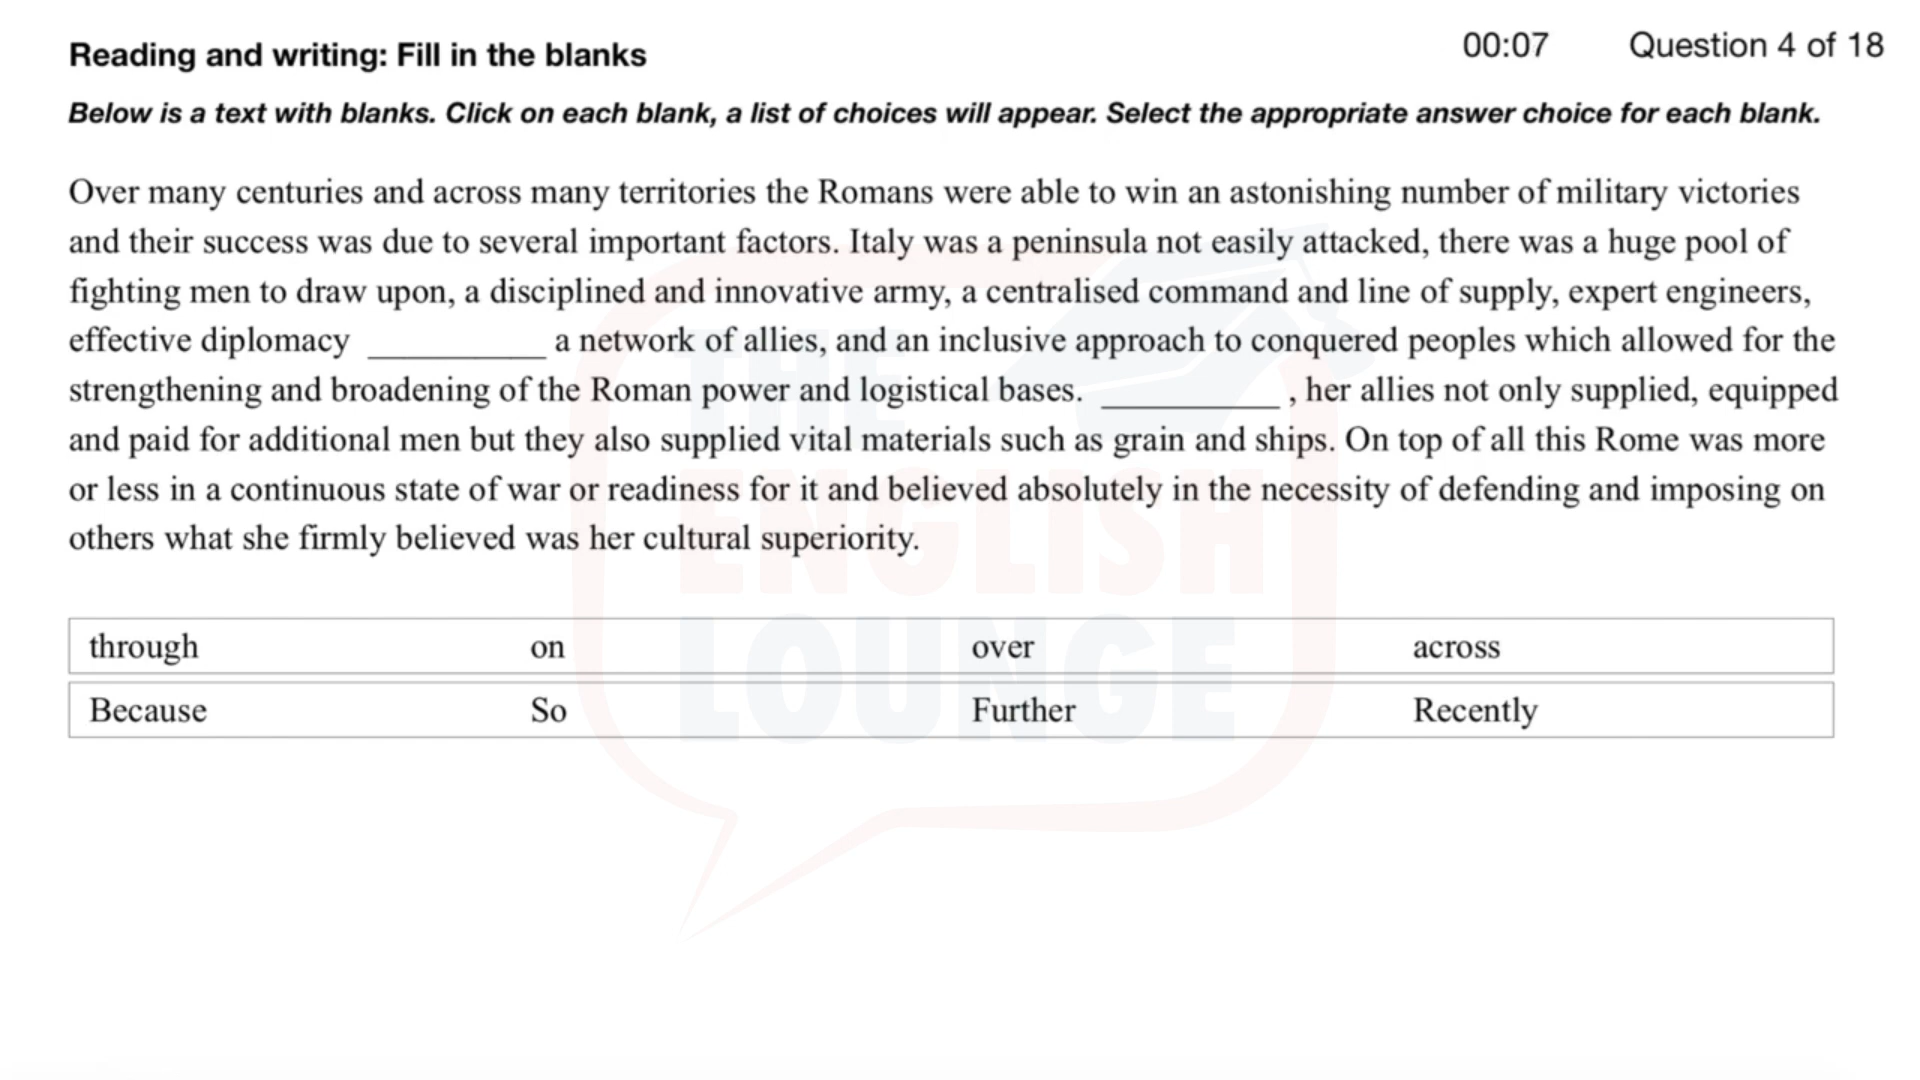 Reading and writing: Fill in the blanks
00:07 Question 4 of 18
Below is a text with blanks. Click on each blank, a list of choices will appear. Select the appropriate answer choice for each blank.
Over many centuries and across many territories the Romans were able to win an astonishing number of military victories
and their success was due to several important factors. Italy was a peninsula not easily attacked, there was a huge pool of
fighting men to draw upon, a disciplined and innovative army, a centralised command and line of supply, expert engineers,
effective diplomacy ____________ a network of allies, and an inclusive approach to conquered peoples which allowed for the
strengthening and broadening of the Roman power and logistical bases. ____________ , her allies not only supplied, equipped
and paid for additional men but they also supplied vital materials such as grain and ships. On top of all this Rome was more
or less in a continuous state of war or readiness for it and believed absolutely in the necessity of defending and imposing on
others what she firmly believed was her cultural superiority.
through on over across
Because So Further Recently
THE
ENGLISH
LOUNGE